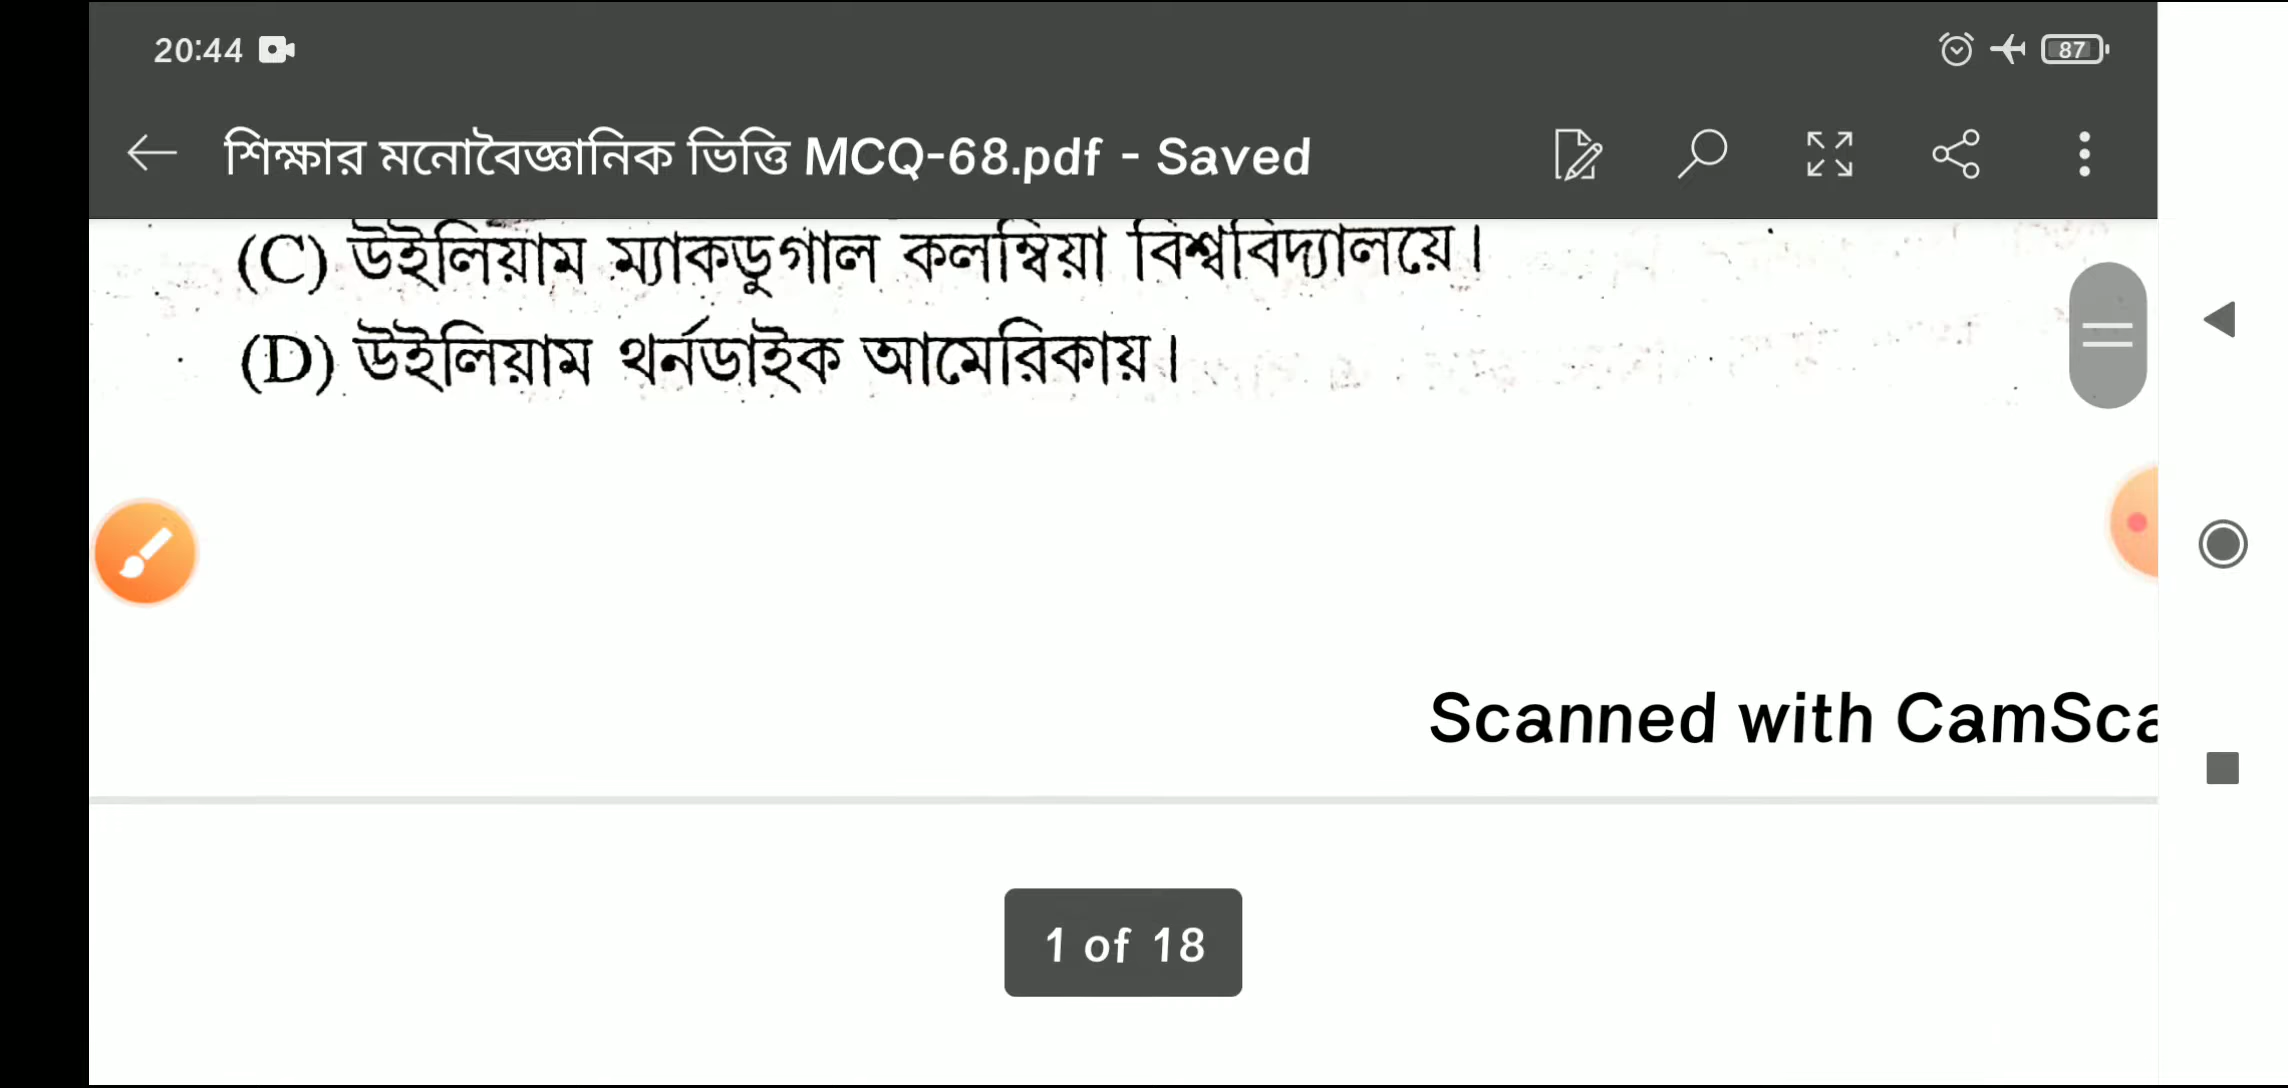 20:44
87
শিক্ষার মনোবৈজ্ঞানিক ভিত্তি MCQ-68.pdf - Saved
(C) উইলিয়াম ম্যাকডুগাল কলম্বিয়া বিশ্ববিদ্যালয়ে।
(D) উইলিয়াম থর্নডাইক আমেরিকায়।
Scanned with CamSca
1 of 18